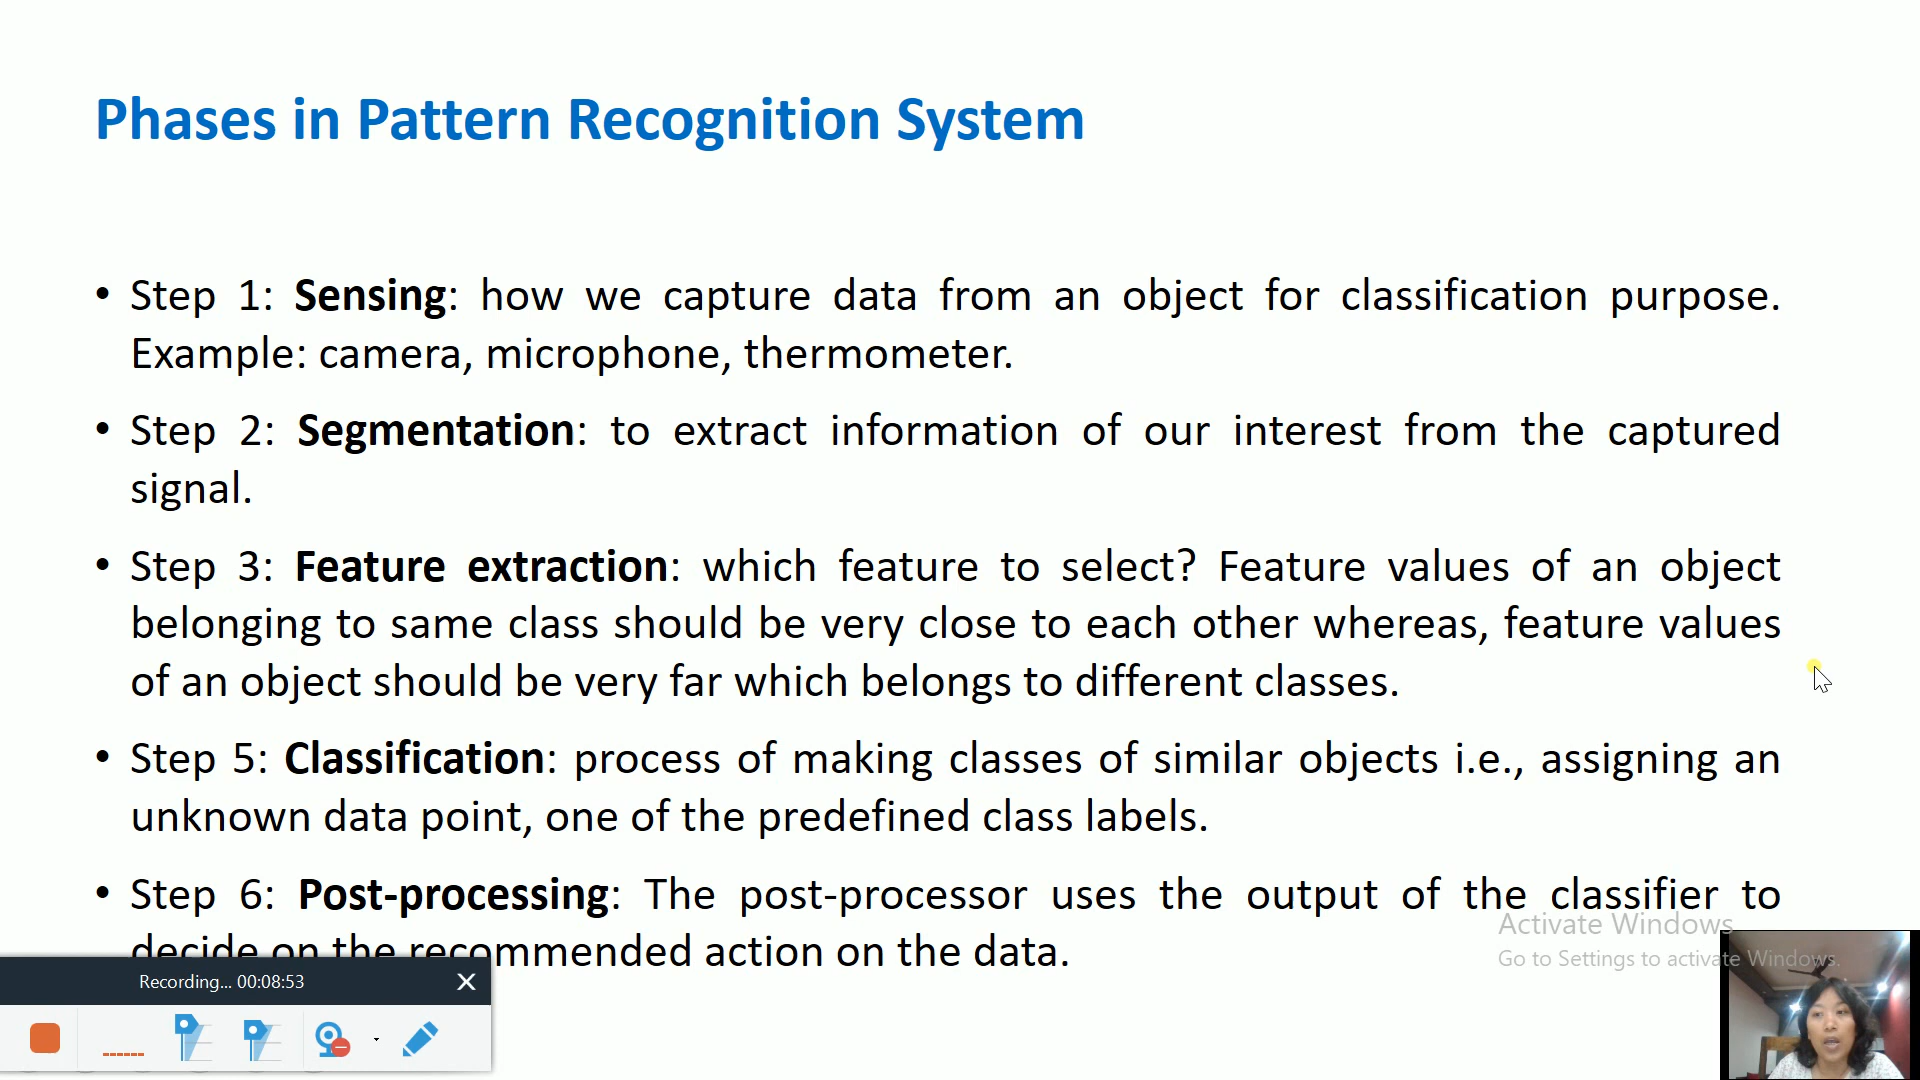 Phases in Pattern Recognition System
• Step 1: Sensing: how we capture data from an object for classification purpose.
Example: camera, microphone, thermometer.
• Step 2: Segmentation: to extract information of our interest from the captured
signal.
• Step 3: Feature extraction: which feature to select? Feature values of an object
belonging to same class should be very close to each other whereas, feature values
of an object should be very far which belongs to different classes.
• Step 5: Classification: process of making classes of similar objects i.e., assigning an
unknown data point, one of the predefined class labels.
• Step 6: Post-processing: The post-processor uses the output of the classifier to
decide on the recommended action on the data.
Activate Windows
Go to Settings to activate Windows.
Recording... 00:08:53